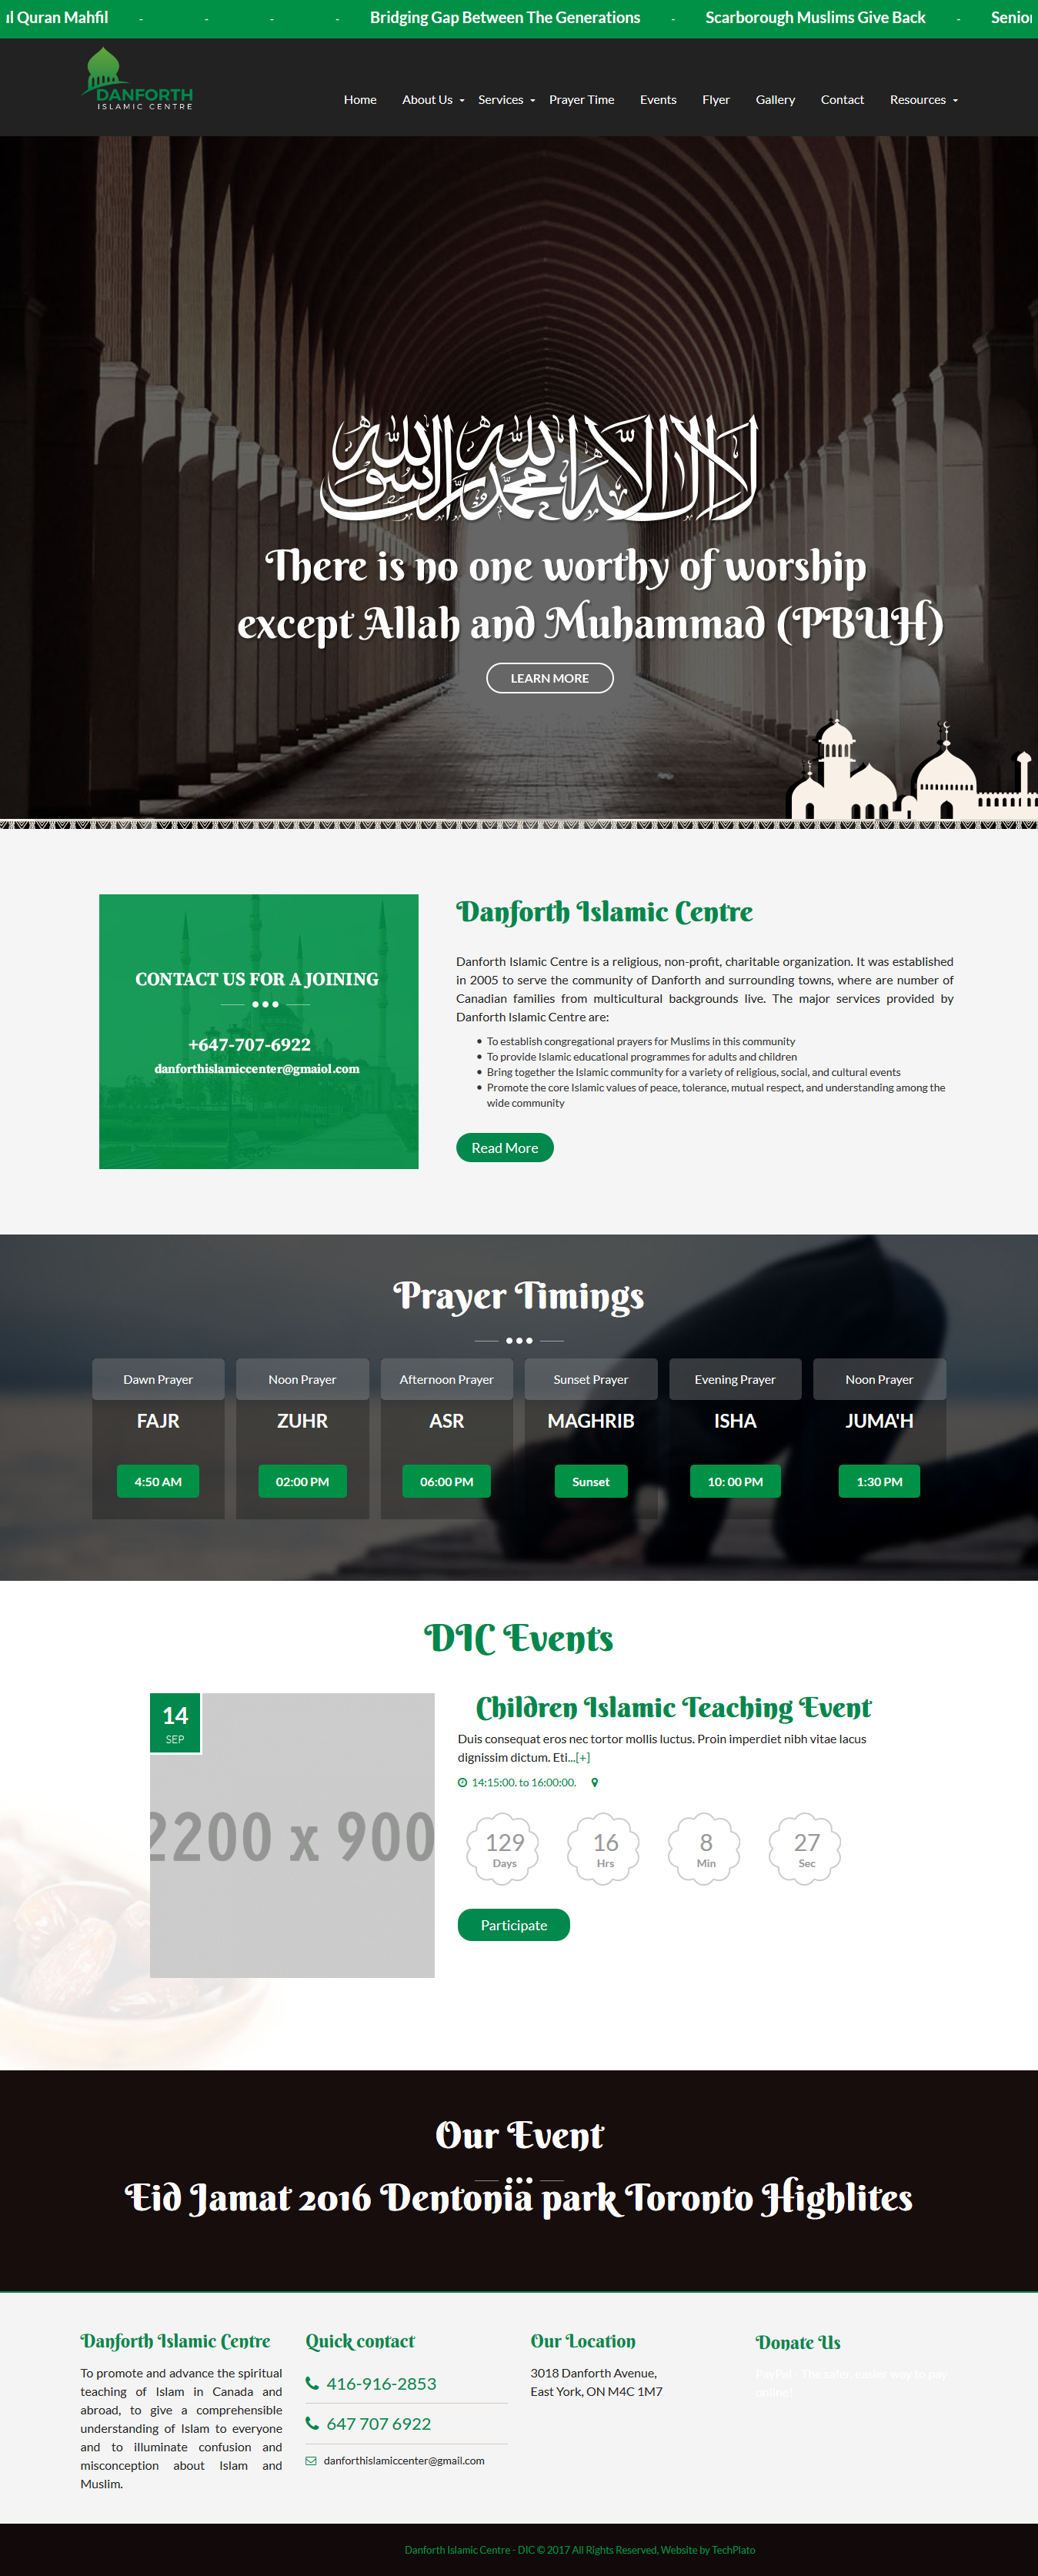 ul Quran Mahfil - - - - Bridging Gap Between The Generations - Scarborough Muslims Give Back - Senior
DANFORTH
ISLAMIC CENTRE
Home About Us Services Prayer Time Events Flyer Gallery Contact Resources
لا اله الا الله محمد رسول الله
There is no one worthy of worship
except Allah and Muhammad (PBUH)
LEARN MORE
CONTACT US FOR A JOINING
+647-707-6922
danforthislamiccenter@gmaiol.com
Danforth Islamic Centre
Danforth Islamic Centre is a religious, non-profit, charitable organization. It was established
in 2005 to serve the community of Danforth and surrounding towns, where are number of
Canadian families from multicultural backgrounds live. The major services provided by
Danforth Islamic Centre are:
• To establish congregational prayers for Muslims in this community
• To provide Islamic educational programmes for adults and children
• Bring together the Islamic community for a variety of religious, social, and cultural events
• Promote the core Islamic values of peace, tolerance, mutual respect, and understanding among the
wide community
Read More
Prayer Timings
Dawn Prayer Noon Prayer Afternoon Prayer Sunset Prayer Evening Prayer Noon Prayer
FAJR ZUHR ASR MAGHRIB ISHA JUMA'H
4:50 AM 02:00 PM 06:00 PM Sunset 10: 00 PM 1:30 PM
DIC Events
14
SEP
2200 x 900
Children Islamic Teaching Event
Duis consequat eros nec tortor mollis luctus. Proin imperdiet nibh vitae lacus
dignissim dictum. Eti...[+]
14:15:00. to 16:00:00.
129 16 8 27
Days Hrs Min Sec
Participate
Our Event
Eid Jamat 2016 Dentonia park Toronto Highlites
Danforth Islamic Centre
To promote and advance the spiritual
teaching of Islam in Canada and
abroad, to give a comprehensible
understanding of Islam to everyone
and to illuminate confusion and
misconception about Islam and
Muslim.
Quick contact
416-916-2853
647 707 6922
danforthislamiccenter@gmail.com
Our Location
3018 Danforth Avenue,
East York, ON M4C 1M7
Donate Us
PayPal - The safer, easier way to pay
online!
Danforth Islamic Centre - DIC © 2017 All Rights Reserved, Website by TechPlato